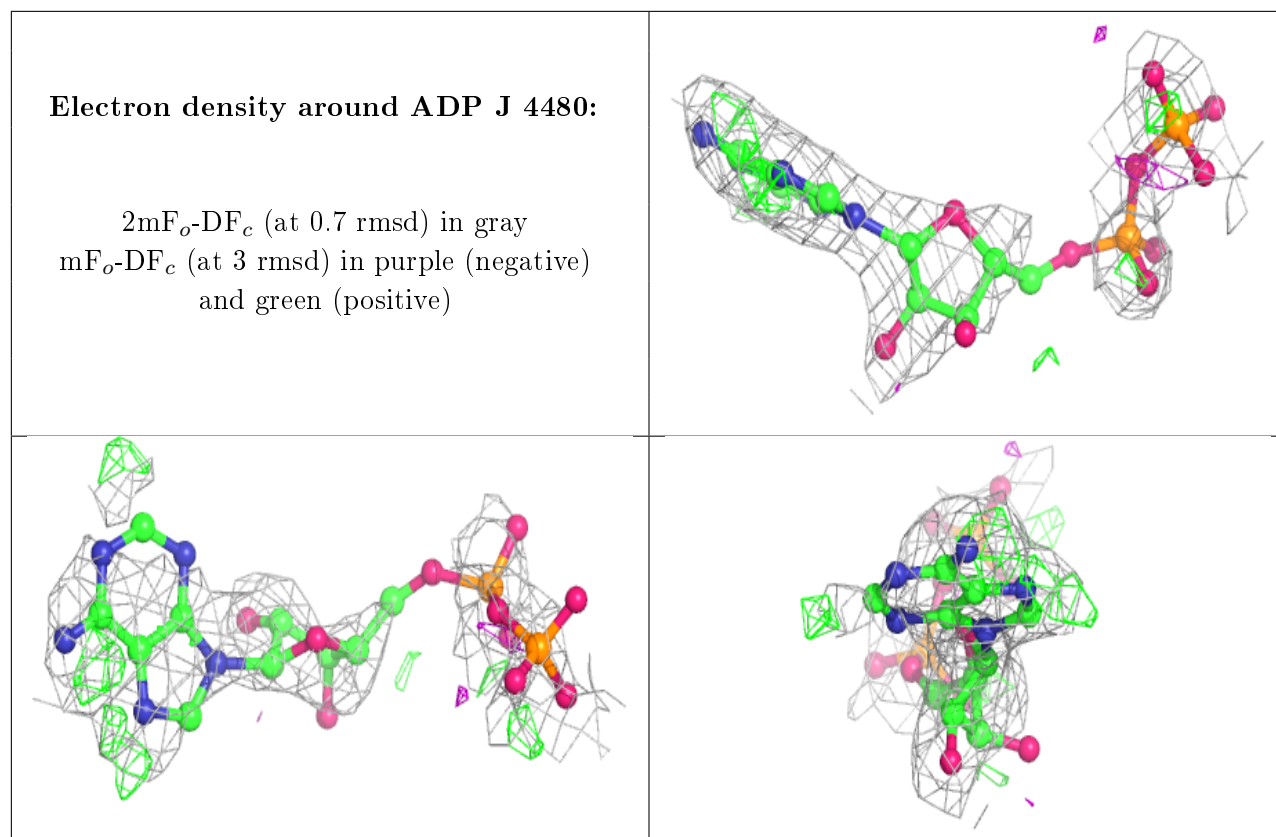 Electron density around ADP J 4480:
2mFₒ-DF𝒸 (at 0.7 rmsd) in gray
mFₒ-DF𝒸 (at 3 rmsd) in purple (negative)
and green (positive)